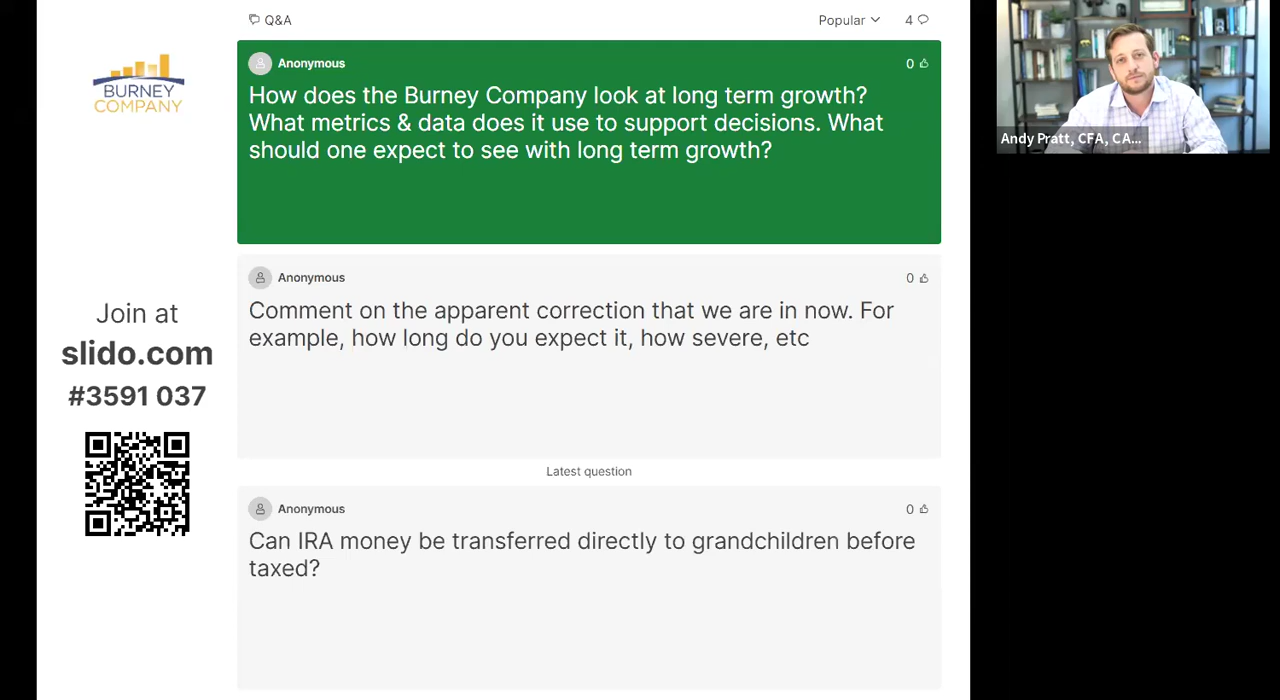 Q&A
Popular
4
BURNEY
COMPANY
Anonymous
0
How does the Burney Company look at long term growth?
What metrics & data does it use to support decisions. What
should one expect to see with long term growth?
Andy Pratt, CFA, CA...
Anonymous
0
Comment on the apparent correction that we are in now. For
example, how long do you expect it, how severe, etc
Join at
slido.com
#3591 037
Latest question
Anonymous
0
Can IRA money be transferred directly to grandchildren before
taxed?